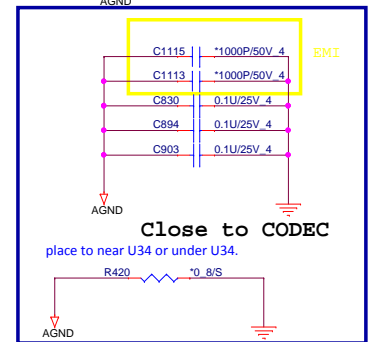 AGND
C1115 *1000P/50V_4 EMI
C1113 *1000P/50V_4
C830 0.1U/25V_4
C894 0.1U/25V_4
C903 0.1U/25V_4
AGND
Close to CODEC
place to near U34 or under U34.
R420 *0_8/S
AGND